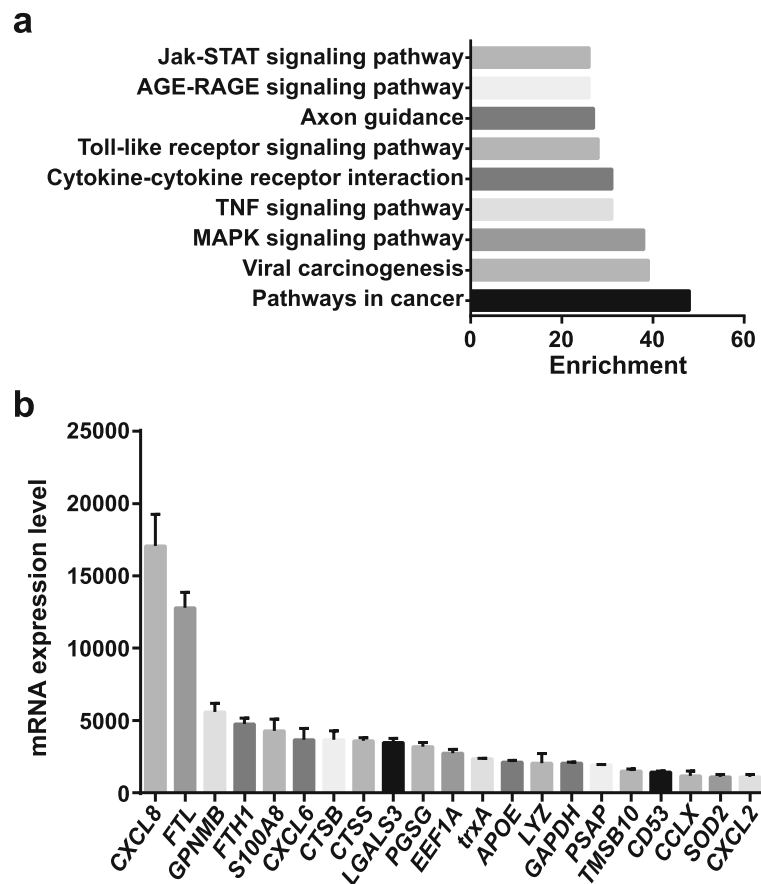 a
Jak-STAT signaling pathway
AGE-RAGE signaling pathway
Axon guidance
Toll-like receptor signaling pathway
Cytokine-cytokine receptor interaction
TNF signaling pathway
MAPK signaling pathway
Viral carcinogenesis
Pathways in cancer
0 20 40 60
Enrichment
b
mRNA expression level
25000
20000
15000
10000
5000
0
CXCL8
FTL
GPNMB
FTH1
S100A8
CXCL6
CTSB
CTSS
LGALS3
PGSG
EEF1A
trxA
APOE
LYZ
GAPDH
PSAP
TMSB10
CD53
CCLX
SOD2
CXCL2